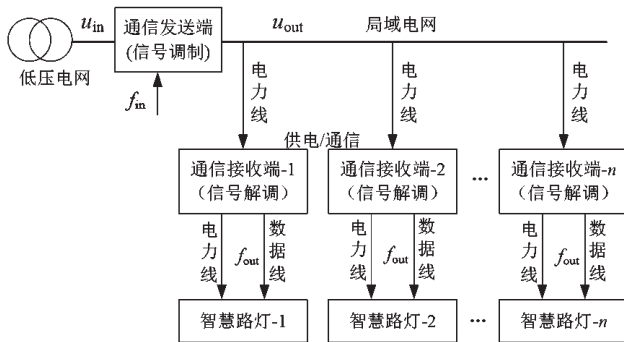 u_in
通信发送端
(信号调制)
u_out
局域电网
低压电网
f_in
电力线
电力线
电力线
供电/通信
通信接收端-1
(信号解调)
通信接收端-2
(信号解调)
...
通信接收端-n
(信号解调)
电力线
f_out
数据线
电力线
f_out
数据线
电力线
f_out
数据线
智慧路灯-1
智慧路灯-2
...
智慧路灯-n